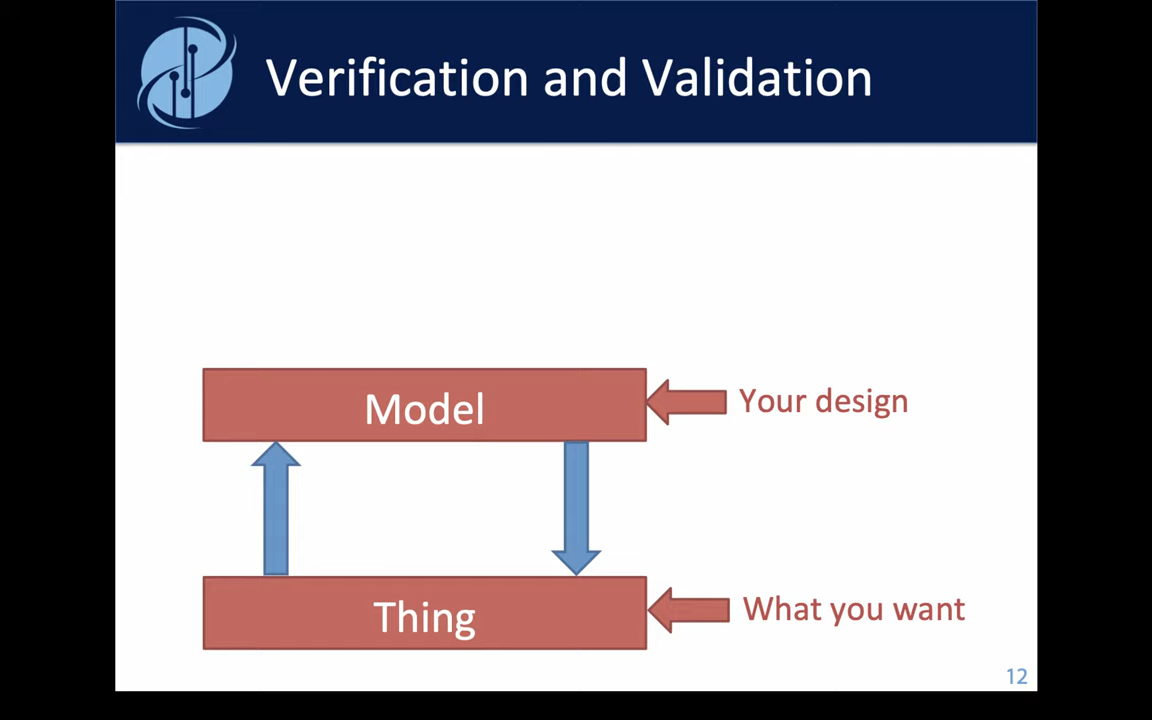 Verification and Validation
Model
Your design
Thing
What you want
12